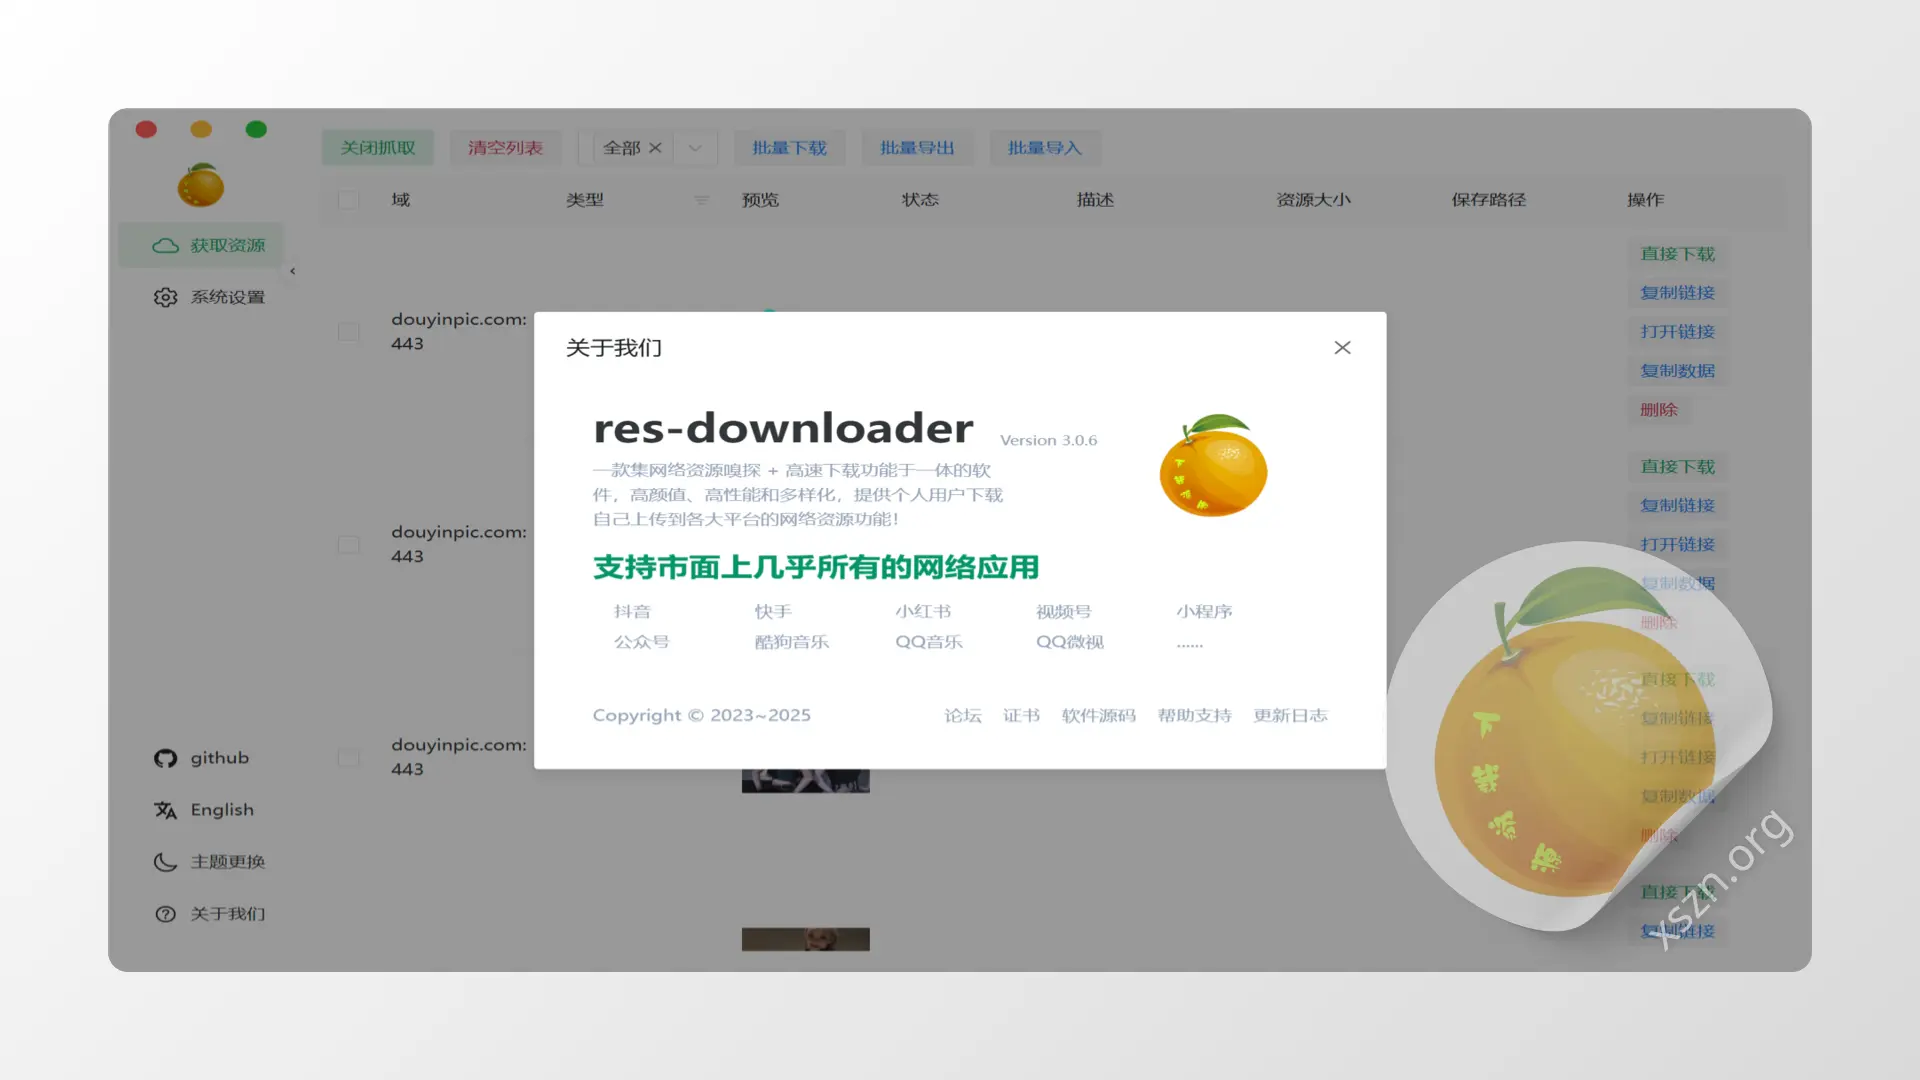 关闭抓取 清空列表 全部 批量下载 批量导出 批量导入
域 类型 预览 状态 描述 资源大小 保存路径 操作
获取资源
系统设置
github
English
主题更换
关于我们
douyinpic.com:
443
直接下载
复制链接
打开链接
复制数据
删除
douyinpic.com:
443
直接下载
复制链接
打开链接
复制数据
删除
douyinpic.com:
443
直接下载
复制链接
打开链接
复制数据
删除
直接下载
复制链接
关于我们
res-downloader Version 3.0.6
一款集网络资源嗅探 + 高速下载功能于一体的软
件，高颜值、高性能和多样化，提供个人用户下载
自己上传到各大平台的网络资源功能！
支持市面上几乎所有的网络应用
抖音 快手 小红书 视频号 小程序
公众号 酷狗音乐 QQ音乐 QQ微视 ......
Copyright © 2023~2025 论坛 证书 软件源码 帮助支持 更新日志
xszn.org